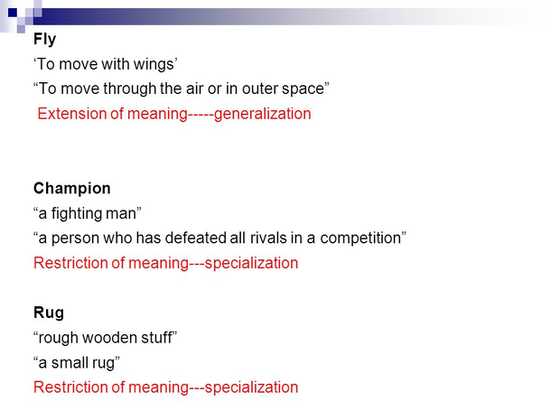 Fly
‘To move with wings’
“To move through the air or in outer space”
Extension of meaning-----generalization
Champion
“a fighting man”
“a person who has defeated all rivals in a competition”
Restriction of meaning---specialization
Rug
“rough wooden stuff”
“a small rug”
Restriction of meaning---specialization